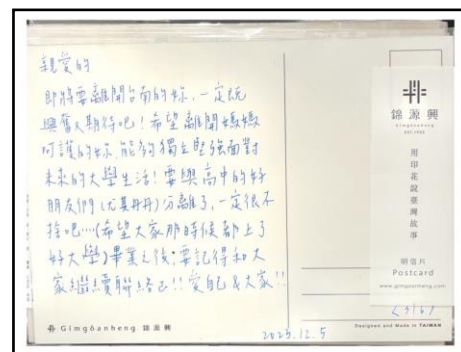 親愛的
即將要離開台南的妳，一定既
興奮又期待吧！希望離開媽媽
呵護的妳，能夠獨立堅強面對
未來的大學生活！要與高中的好
朋友們(尤其丹丹)分離了，一定很不
捨吧…(希望大家那時候都上了
好大學)畢業之後，要記得和大
家繼續聯絡吧!!愛自己&大家!!
2023.12.5
Gimgoanheng 錦源興
錦源興
Gimgoanheng
EST.1923
用印花說臺灣故事
明信片
Postcard
www.gimgoanheng.com
Designed and Made in TAIWAN